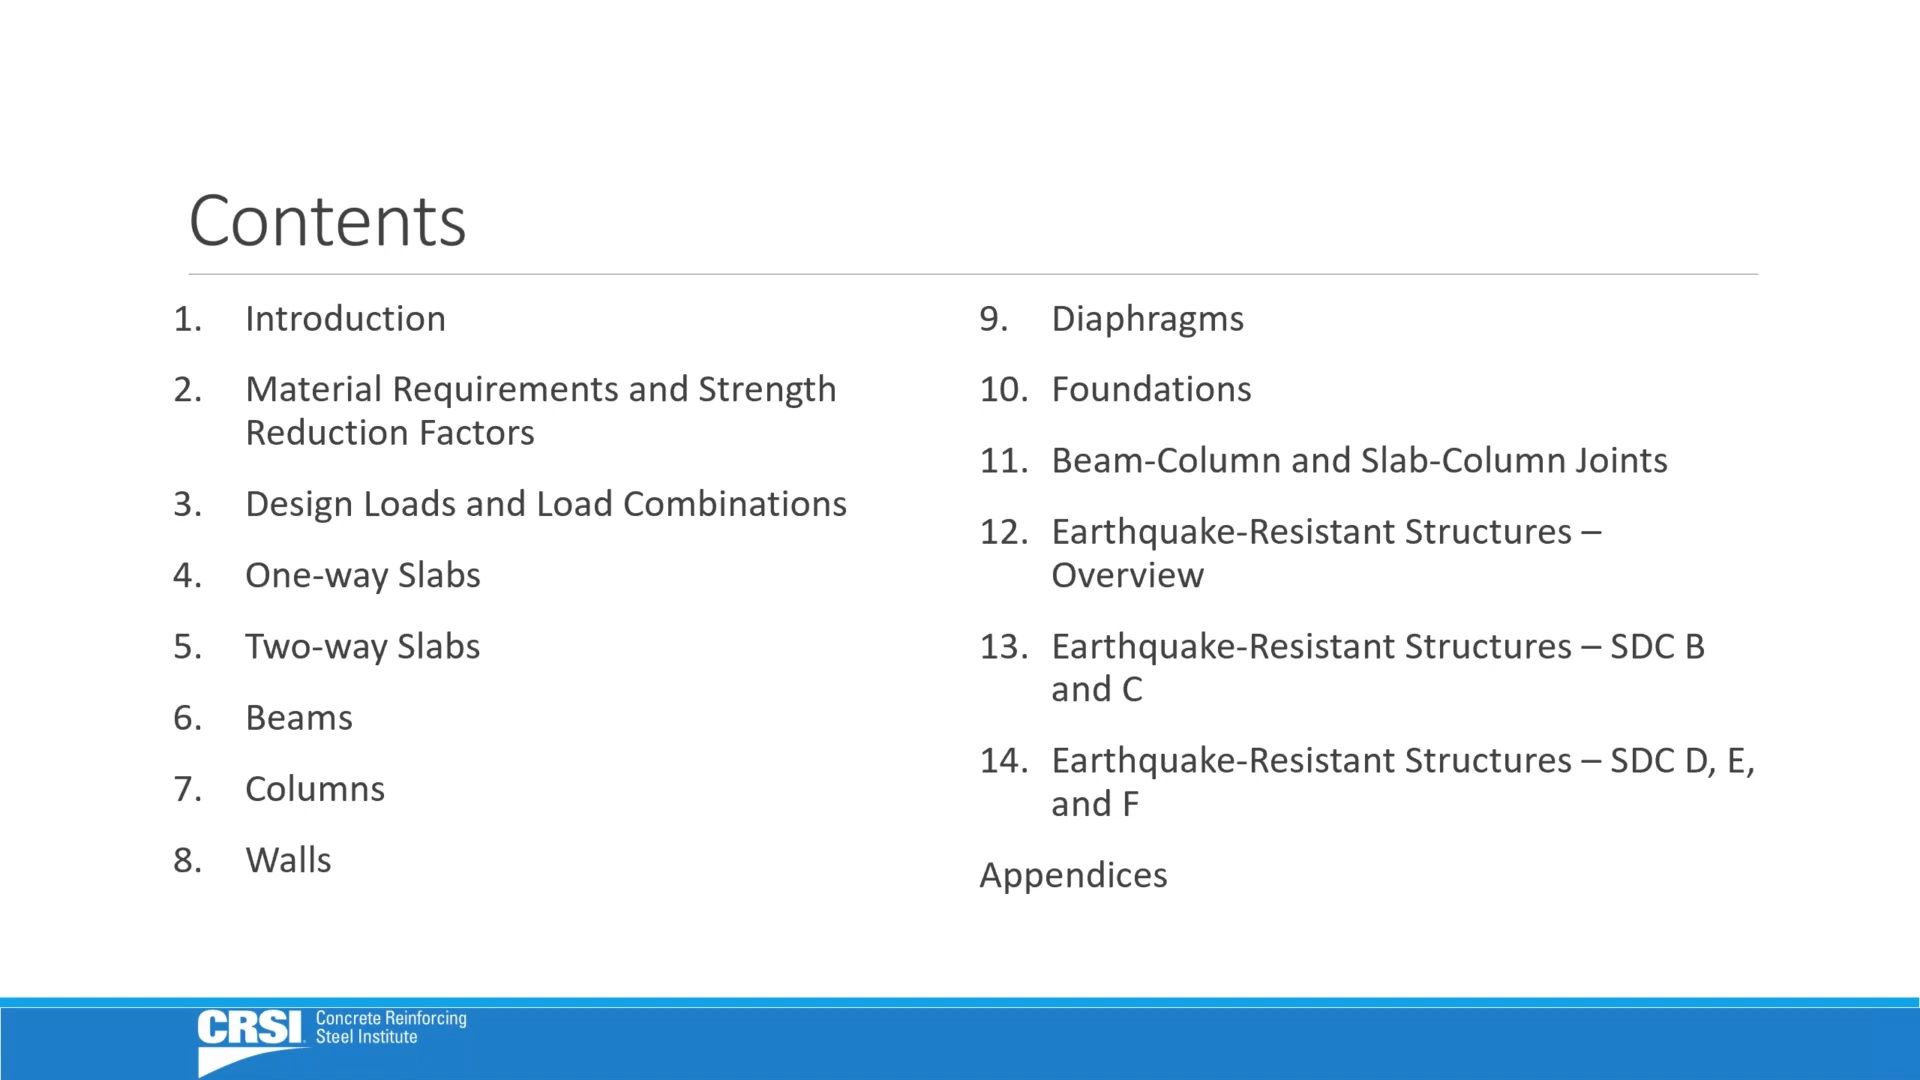 Contents
1. Introduction
2. Material Requirements and Strength
Reduction Factors
3. Design Loads and Load Combinations
4. One-way Slabs
5. Two-way Slabs
6. Beams
7. Columns
8. Walls
9. Diaphragms
10. Foundations
11. Beam-Column and Slab-Column Joints
12. Earthquake-Resistant Structures –
Overview
13. Earthquake-Resistant Structures – SDC B
and C
14. Earthquake-Resistant Structures – SDC D, E,
and F
Appendices
CRSI
Concrete Reinforcing
Steel Institute